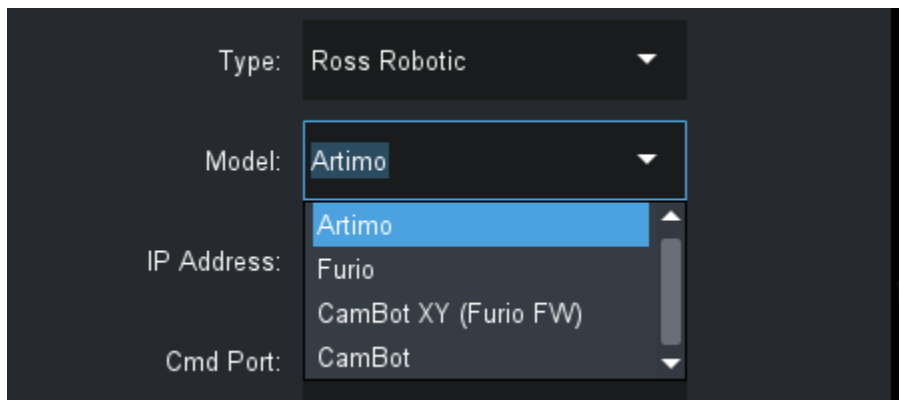 Type: Ross Robotic
Model: Artimo
Artimo
IP Address:
Furio
CamBot XY (Furio FW)
Cmd Port:
CamBot